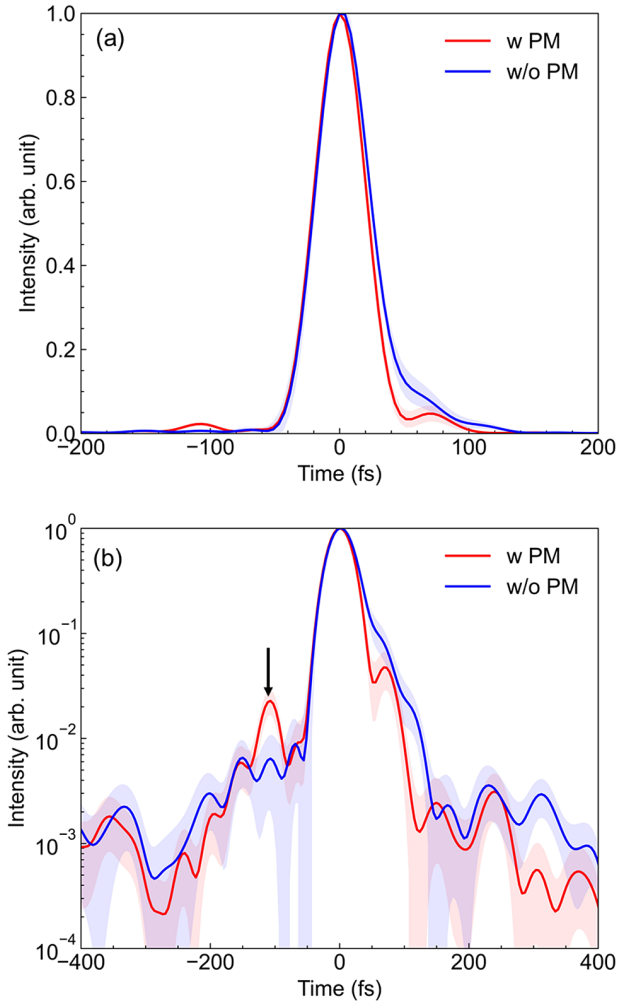 (a)
w PM
w/o PM
Intensity (arb. unit)
1.0
0.8
0.6
0.4
0.2
0.0
−200
−100
0
100
200
Time (fs)
(b)
w PM
w/o PM
Intensity (arb. unit)
10⁰
10⁻¹
10⁻²
10⁻³
10⁻⁴
−400
−200
0
200
400
Time (fs)